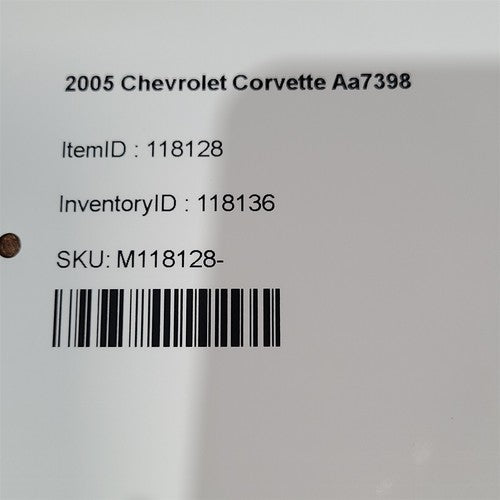 2005 Chevrolet Corvette Aa7398
ItemID : 118128
InventoryID : 118136
SKU: M118128-